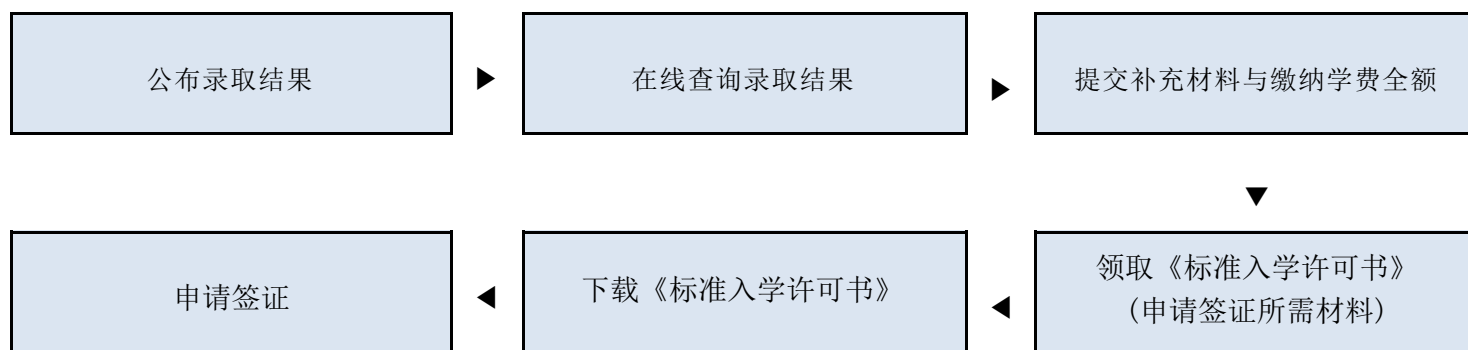 公布录取结果
在线查询录取结果
提交补充材料与缴纳学费全额
领取《标准入学许可书》
（申请签证所需材料）
下载《标准入学许可书》
申请签证